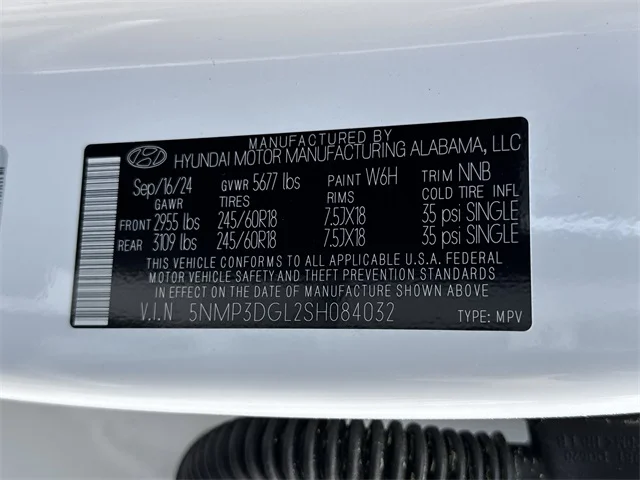 MANUFACTURED BY
HYUNDAI MOTOR MANUFACTURING ALABAMA, LLC
Sep/16/24 GVWR 5677 lbs PAINT W6H TRIM NNB
GAWR TIRES RIMS COLD TIRE INFL
FRONT 2955 lbs 245/60R18 7.5JX18 35 psi SINGLE
REAR 3109 lbs 245/60R18 7.5JX18 35 psi SINGLE
THIS VEHICLE CONFORMS TO ALL APPLICABLE U.S.A. FEDERAL
MOTOR VEHICLE SAFETY AND THEFT PREVENTION STANDARDS
IN EFFECT ON THE DATE OF MANUFACTURE SHOWN ABOVE
V.I.N 5NMP3DGL2SH084032 TYPE: MPV